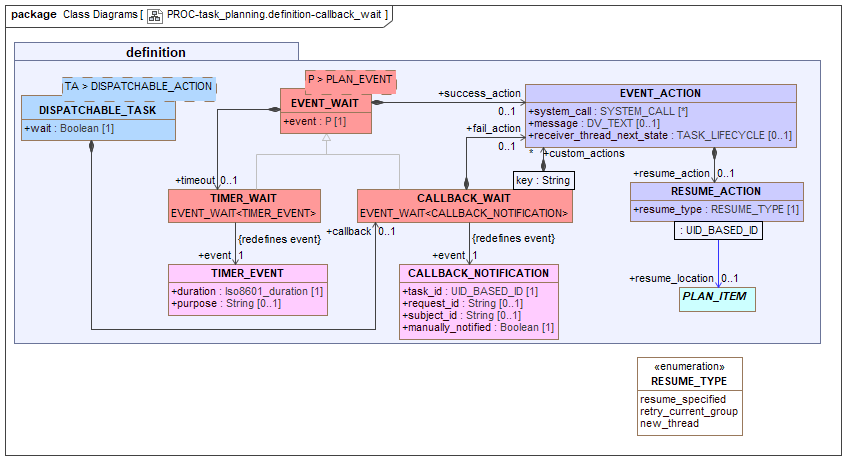 package Class Diagrams [ PROC-task_planning.definition-callback_wait ]
definition
TA > DISPATCHABLE_ACTION
DISPATCHABLE_TASK
+wait : Boolean [1]
P > PLAN_EVENT
EVENT_WAIT
+event : P [1]
+success_action
0..1
+fail_action
0..1
EVENT_ACTION
+system_call : SYSTEM_CALL [*]
+message : DV_TEXT [0..1]
+receiver_thread_next_state : TASK_LIFECYCLE [0..1]
* +custom_actions
key : String
+timeout 0..1
+resume_action 0..1
TIMER_WAIT
EVENT_WAIT<TIMER_EVENT>
CALLBACK_WAIT
EVENT_WAIT<CALLBACK_NOTIFICATION>
RESUME_ACTION
+resume_type : RESUME_TYPE [1]
: UID_BASED_ID
+callback 0..1
{redefines event}
+event 1
{redefines event}
+event 1
TIMER_EVENT
+duration : Iso8601_duration [1]
+purpose : String [0..1]
CALLBACK_NOTIFICATION
+task_id : UID_BASED_ID [1]
+request_id : String [0..1]
+subject_id : String [0..1]
+manually_notified : Boolean [1]
+resume_location 0..1
PLAN_ITEM
«enumeration»
RESUME_TYPE
resume_specified
retry_current_group
new_thread